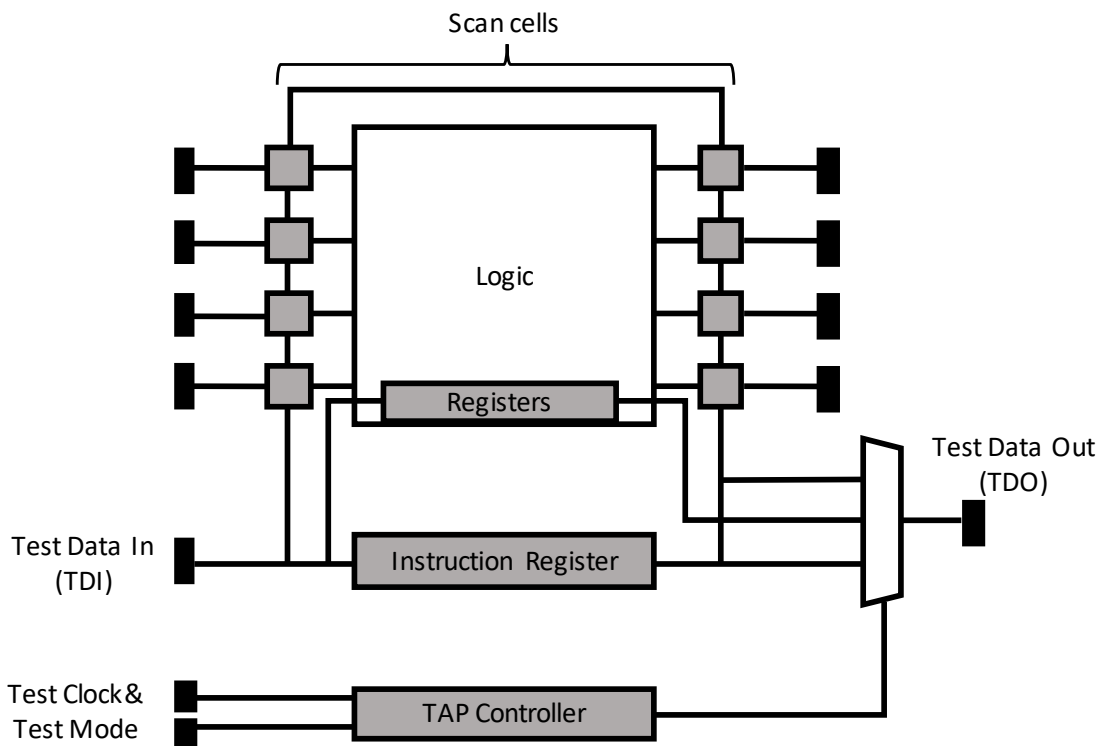 Scan cells
Logic
Registers
Test Data Out
(TDO)
Test Data In
(TDI)
Instruction Register
Test Clock&
Test Mode
TAP Controller